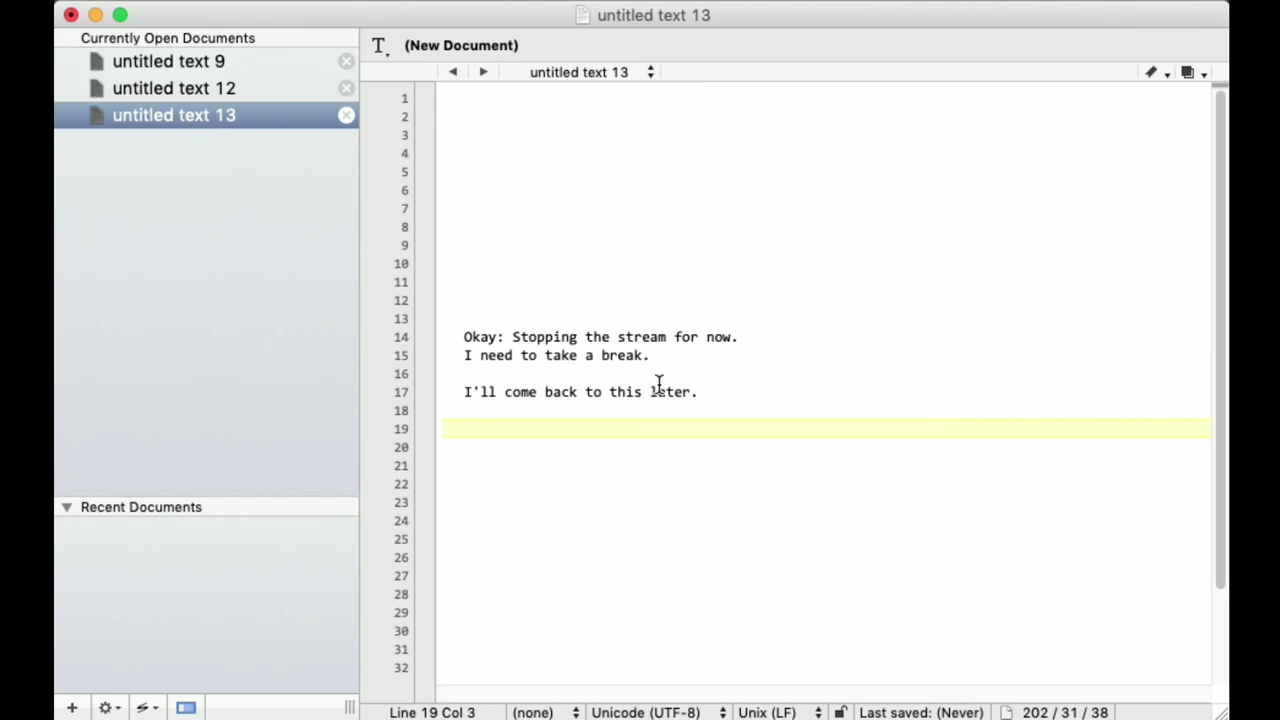 untitled text 13
Currently Open Documents
untitled text 9
untitled text 12
untitled text 13
Recent Documents
(New Document)
untitled text 13
1
2
3
4
5
6
7
8
9
10
11
12
13
14 Okay: Stopping the stream for now.
15 I need to take a break.
16
17 I'll come back to this later.
18
19
20
21
22
23
24
25
26
27
28
29
30
31
32
Line 19 Col 3 (none) Unicode (UTF-8) Unix (LF) Last saved: (Never) 202 / 31 / 38